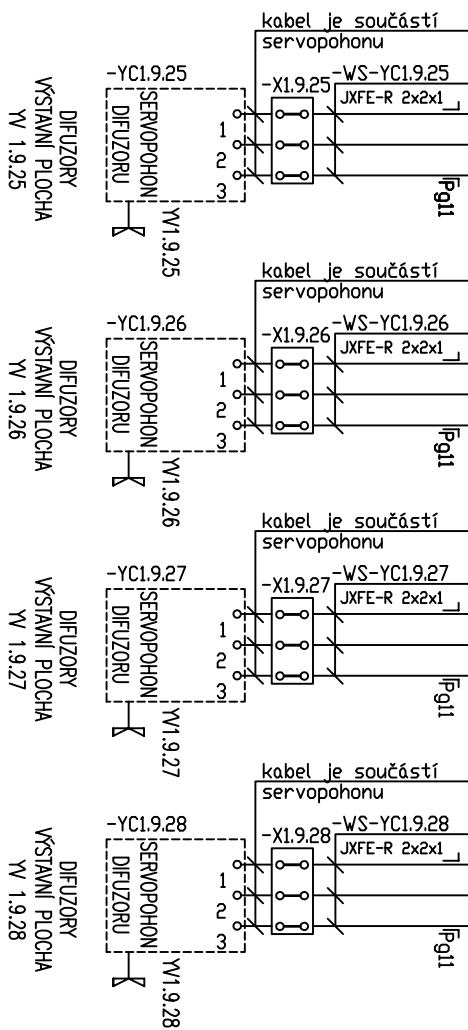 kabel je součástí
servopohonu
-WS-YC1.9.25
JXFE-R 2x2x1
Pg11
-X1.9.25
-YC1.9.25
1
2
3
SERVOPOHON
DIFUZORU
YV1.9.25
DIFUZORY
VÝSTAVNÍ PLOCHA
YV 1.9.25
kabel je součástí
servopohonu
-WS-YC1.9.26
JXFE-R 2x2x1
Pg11
-X1.9.26
-YC1.9.26
1
2
3
SERVOPOHON
DIFUZORU
YV1.9.26
DIFUZORY
VÝSTAVNÍ PLOCHA
YV 1.9.26
kabel je součástí
servopohonu
-WS-YC1.9.27
JXFE-R 2x2x1
Pg11
-X1.9.27
-YC1.9.27
1
2
3
SERVOPOHON
DIFUZORU
YV1.9.27
DIFUZORY
VÝSTAVNÍ PLOCHA
YV 1.9.27
kabel je součástí
servopohonu
-WS-YC1.9.28
JXFE-R 2x2x1
Pg11
-X1.9.28
-YC1.9.28
1
2
3
SERVOPOHON
DIFUZORU
YV1.9.28
DIFUZORY
VÝSTAVNÍ PLOCHA
YV 1.9.28